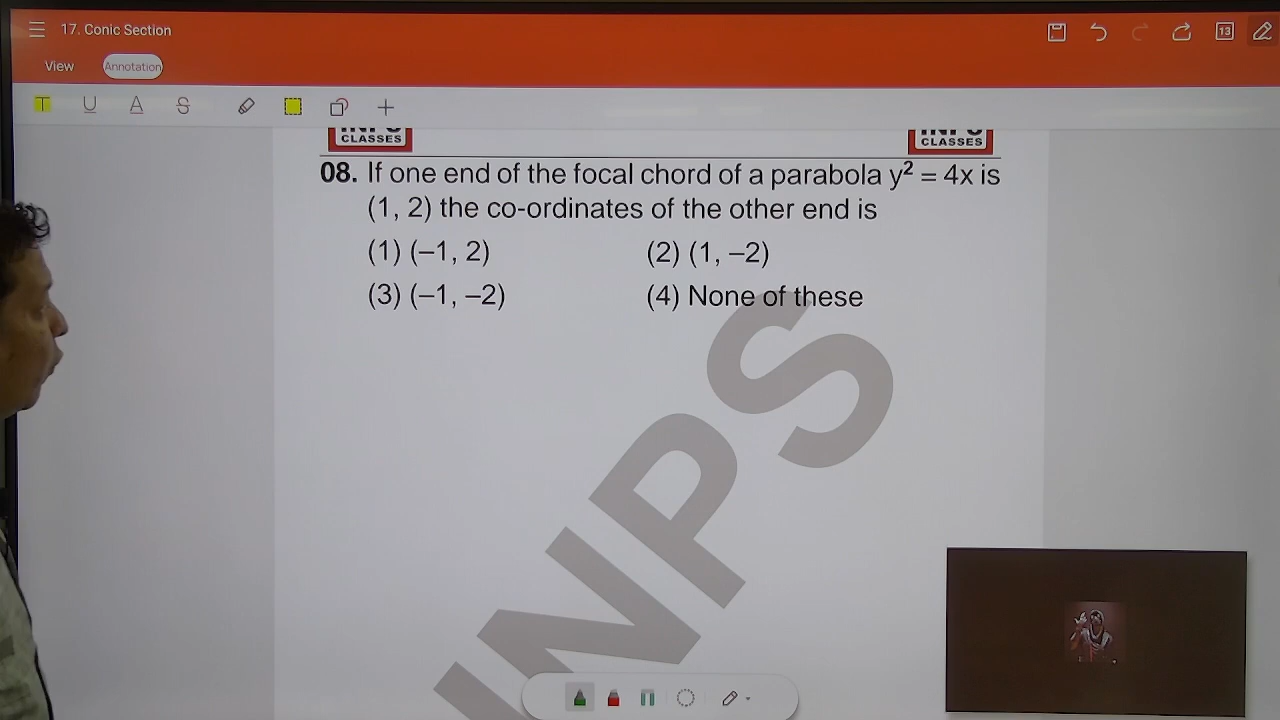 17. Conic Section
13
View Annotation
T U A S
CLASSES CLASSES
08. If one end of the focal chord of a parabola y² = 4x is
(1, 2) the co-ordinates of the other end is
(1) (–1, 2) (2) (1, –2)
(3) (–1, –2) (4) None of these
INPS